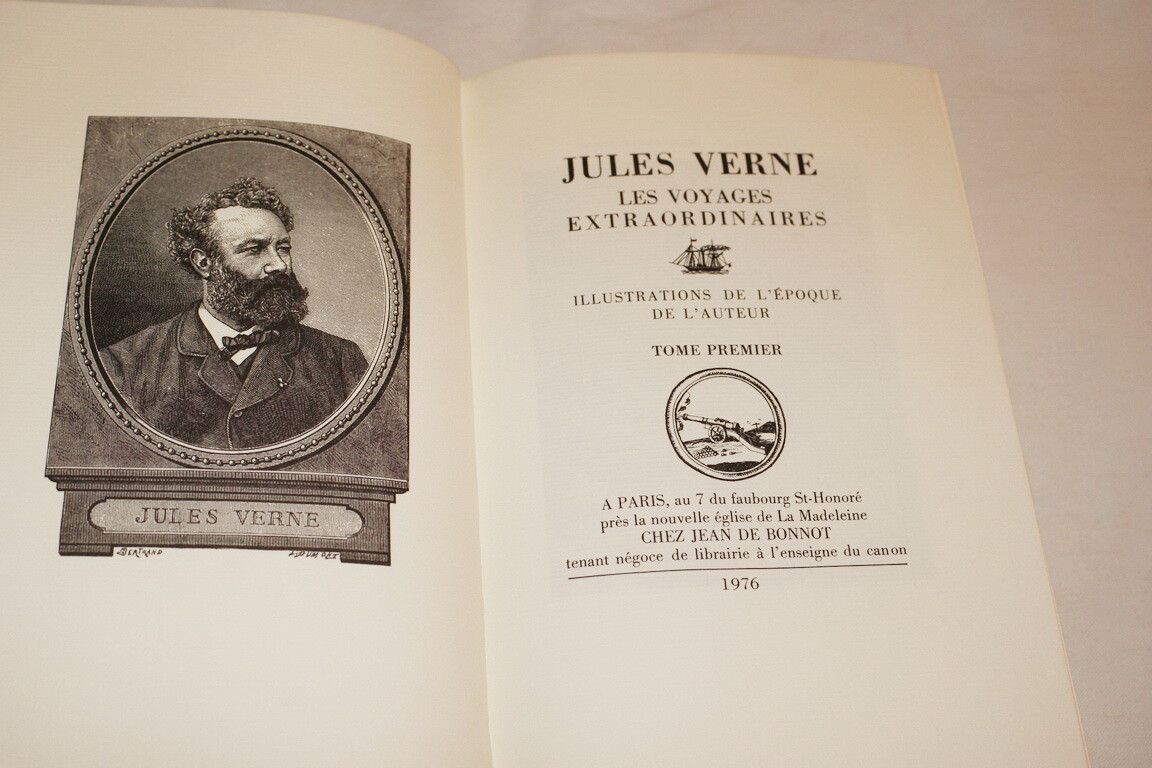 JULES VERNE
BERTRAND
JULES VERNE
LES VOYAGES
EXTRAORDINAIRES
ILLUSTRATIONS DE L'ÉPOQUE
DE L'AUTEUR
TOME PREMIER
A PARIS, au 7 du faubourg St-Honoré
près la nouvelle église de La Madeleine
CHEZ JEAN DE BONNOT
tenant négoce de librairie à l'enseigne du canon
1976